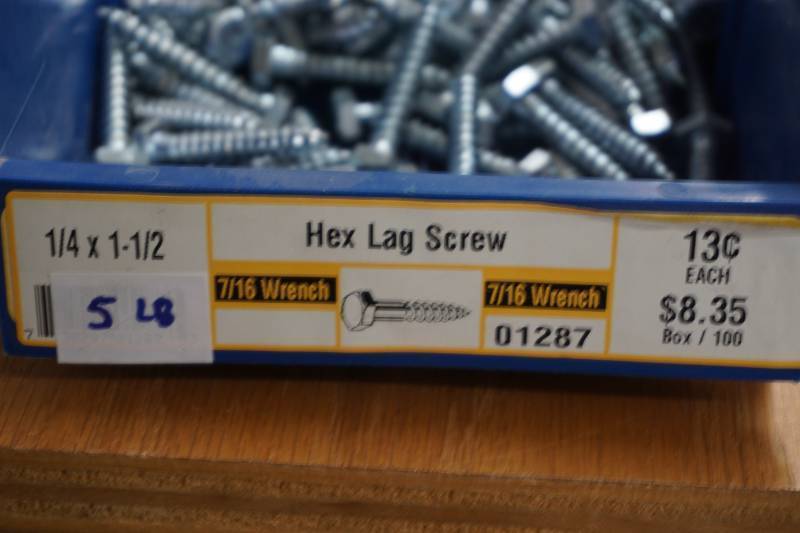 1/4 x 1-1/2
7
5 LB
Hex Lag Screw
7/16 Wrench
7/16 Wrench
01287
13¢
EACH
$8.35
Box / 100